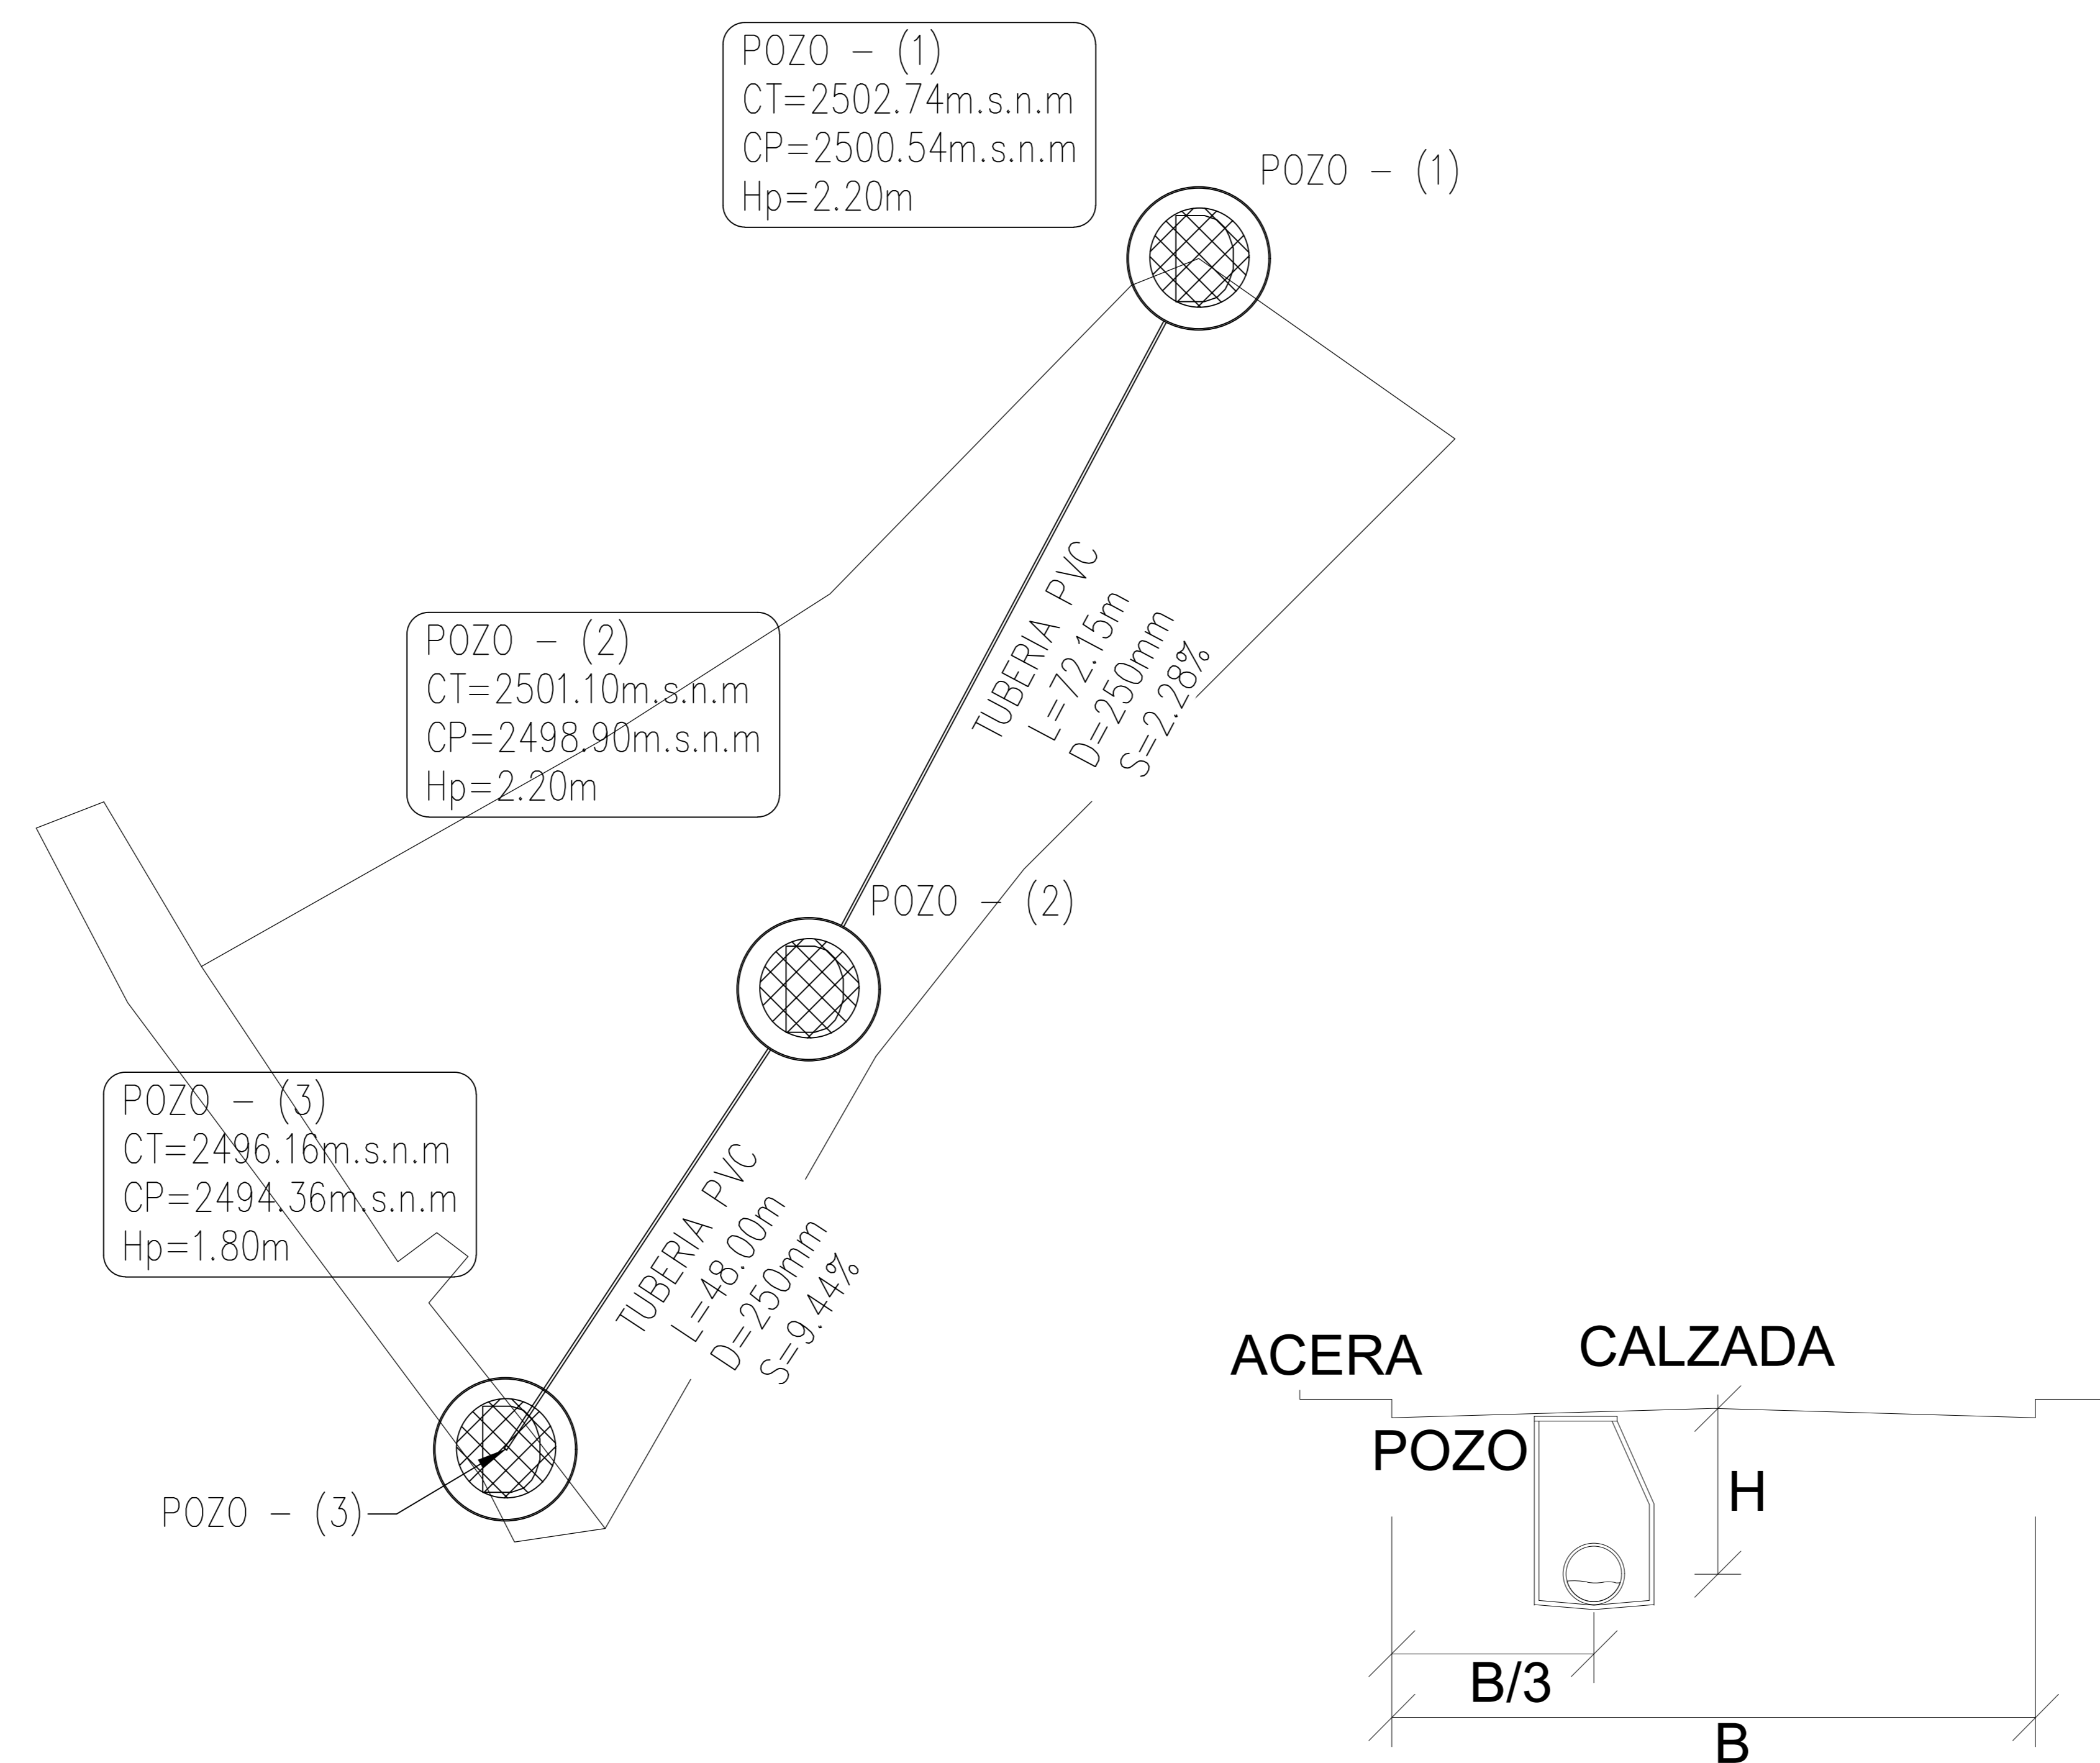 POZO - (1)
CT=2502.74m.s.n.m
CP=2500.54m.s.n.m
Hp=2.20m
POZO - (1)
TUBERIA PVC
L=72.15m
D=250mm
S=2.28%
POZO - (2)
CT=2501.10m.s.n.m
CP=2498.90m.s.n.m
Hp=2.20m
POZO - (2)
POZO - (3)
CT=2496.16m.s.n.m
CP=2494.36m.s.n.m
Hp=1.80m
TUBERIA PVC
L=48.00m
D=250mm
S=9.44%
POZO - (3)
ACERA
CALZADA
POZO
H
B/3
B